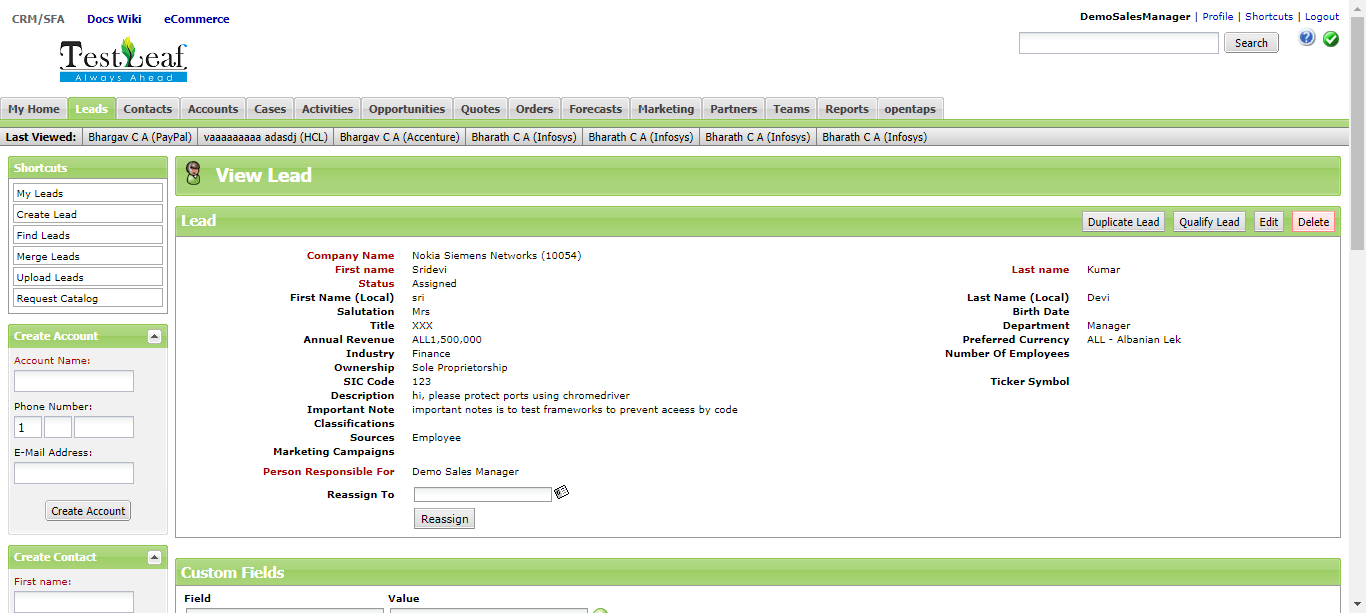 CRM/SFA Docs Wiki eCommerce
DemoSalesManager | Profile | Shortcuts | Logout
TestLeaf
Always Ahead
Search
My Home Leads Contacts Accounts Cases Activities Opportunities Quotes Orders Forecasts Marketing Partners Teams Reports opentaps
Last Viewed: Bhargav C A (PayPal) vaaaaaaaaa adasdj (HCL) Bhargav C A (Accenture) Bharath C A (Infosys) Bharath C A (Infosys) Bharath C A (Infosys) Bharath C A (Infosys)
Shortcuts
My Leads
Create Lead
Find Leads
Merge Leads
Upload Leads
Request Catalog
Create Account
Account Name:
Phone Number:
1
E-Mail Address:
Create Account
Create Contact
First name:
View Lead
Lead
Duplicate Lead Qualify Lead Edit Delete
Company Name Nokia Siemens Networks (10054)
First name Sridevi Last name Kumar
Status Assigned
First Name (Local) sri Last Name (Local) Devi
Salutation Mrs Birth Date
Title XXX Department Manager
Annual Revenue ALL1,500,000 Preferred Currency ALL - Albanian Lek
Industry Finance Number Of Employees
Ownership Sole Proprietorship
SIC Code 123 Ticker Symbol
Description hi, please protect ports using chromedriver
Important Note important notes is to test frameworks to prevent aceess by code
Classifications
Sources Employee
Marketing Campaigns
Person Responsible For Demo Sales Manager
Reassign To
Reassign
Custom Fields
Field Value